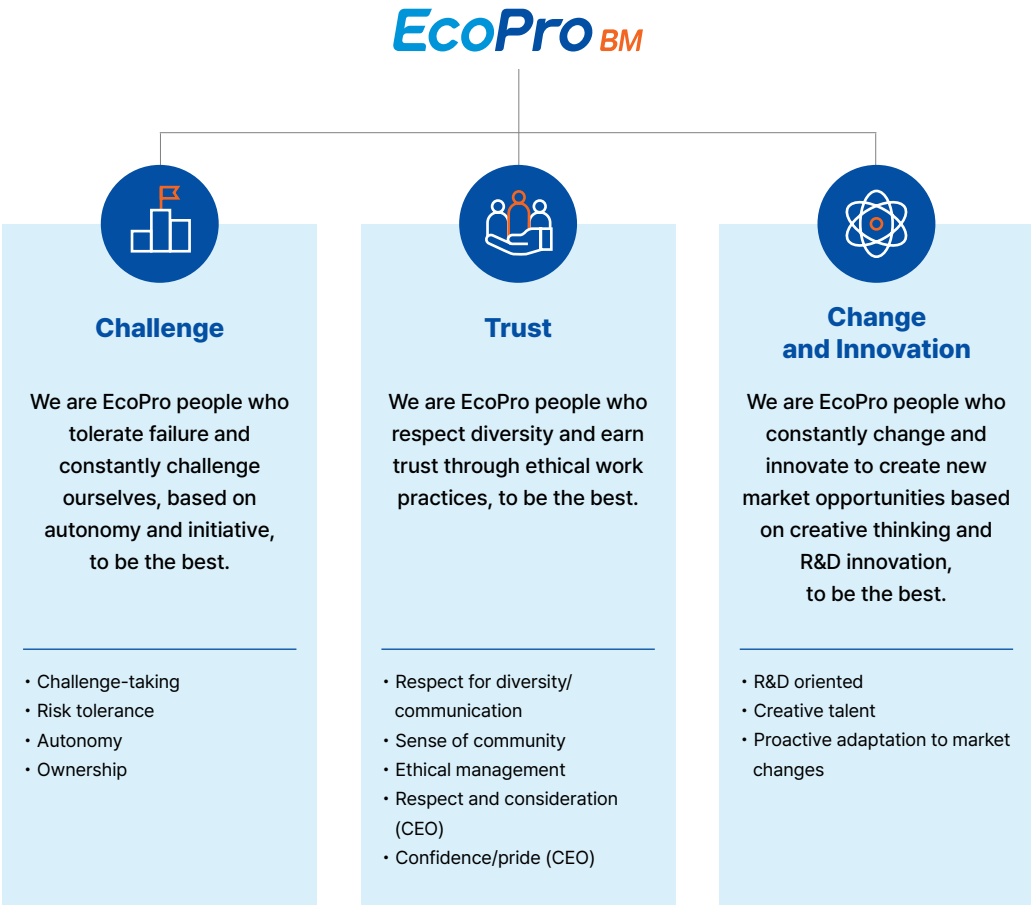 EcoPro BM
Challenge
We are EcoPro people who
tolerate failure and
constantly challenge
ourselves, based on
autonomy and initiative,
to be the best.
• Challenge-taking
• Risk tolerance
• Autonomy
• Ownership
Trust
We are EcoPro people who
respect diversity and earn
trust through ethical work
practices, to be the best.
• Respect for diversity/
communication
• Sense of community
• Ethical management
• Respect and consideration
(CEO)
• Confidence/pride (CEO)
Change
and Innovation
We are EcoPro people who
constantly change and
innovate to create new
market opportunities based
on creative thinking and
R&D innovation,
to be the best.
• R&D oriented
• Creative talent
• Proactive adaptation to market
changes